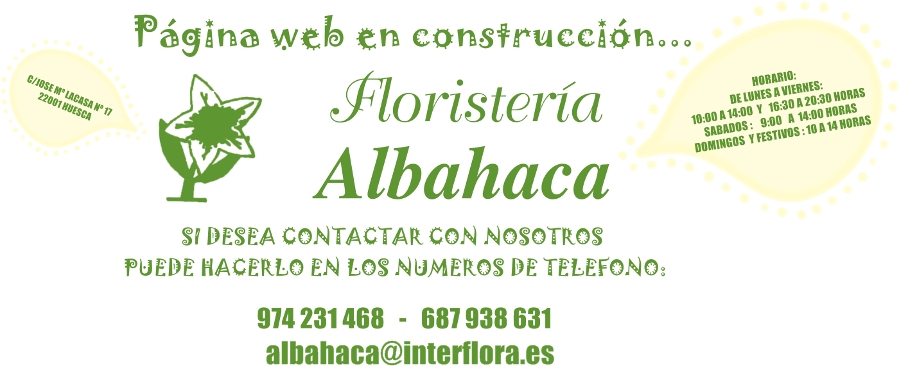 Página web en construcción...
C/JOSE Mª LACASA Nº 17
22001 HUESCA
Floristería
Albahaca
HORARIO:
DE LUNES A VIERNES:
10:00 A 14:00 Y 16:30 A 20:30 HORAS
SABADOS : 9:00 A 14:00 HORAS
DOMINGOS Y FESTIVOS : 10 A 14 HORAS
SI DESEA CONTACTAR CON NOSOTROS
PUEDE HACERLO EN LOS NUMEROS DE TELEFONO:
974 231 468 - 687 938 631
albahaca@interflora.es